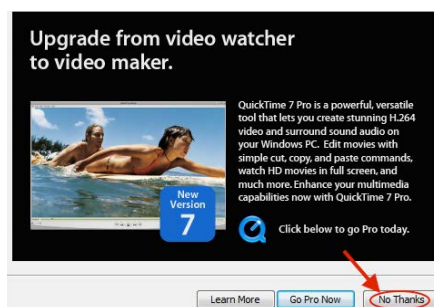 Upgrade from video watcher
to video maker.
QuickTime 7 Pro is a powerful, versatile
tool that lets you create stunning H.264
video and surround sound audio on
your Windows PC. Edit movies with
simple cut, copy, and paste commands,
watch HD movies in full screen, and
much more. Enhance your multimedia
capabilities now with QuickTime 7 Pro.
New
Version
7
Click below to go Pro today.
Learn More
Go Pro Now
No Thanks